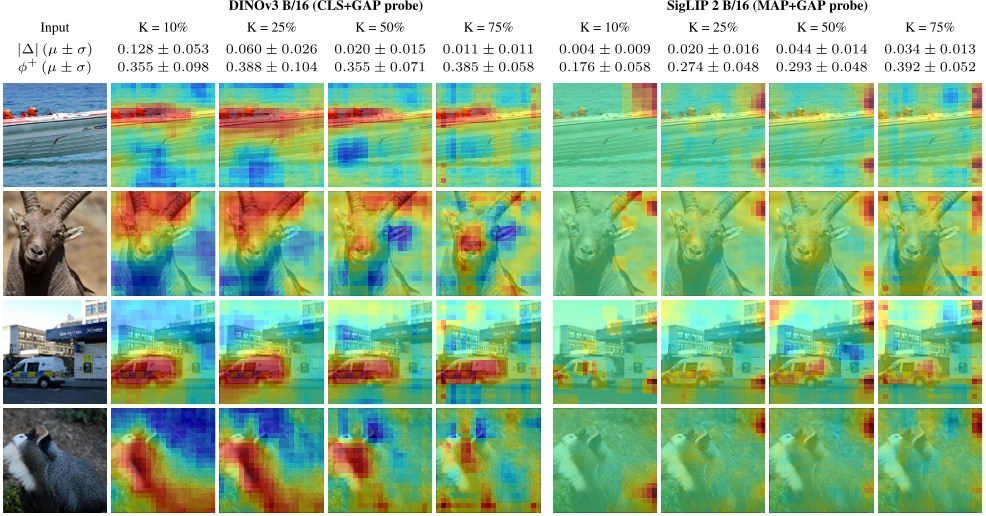 DINOv3 B/16 (CLS+GAP probe) SigLIP 2 B/16 (MAP+GAP probe)
Input K = 10% K = 25% K = 50% K = 75% K = 10% K = 25% K = 50% K = 75%
|Δ| (μ ± σ) 0.128 ± 0.053 0.060 ± 0.026 0.020 ± 0.015 0.011 ± 0.011 0.004 ± 0.009 0.020 ± 0.016 0.044 ± 0.014 0.034 ± 0.013
ϕ⁺ (μ ± σ) 0.355 ± 0.098 0.388 ± 0.104 0.355 ± 0.071 0.385 ± 0.058 0.176 ± 0.058 0.274 ± 0.048 0.293 ± 0.048 0.392 ± 0.052